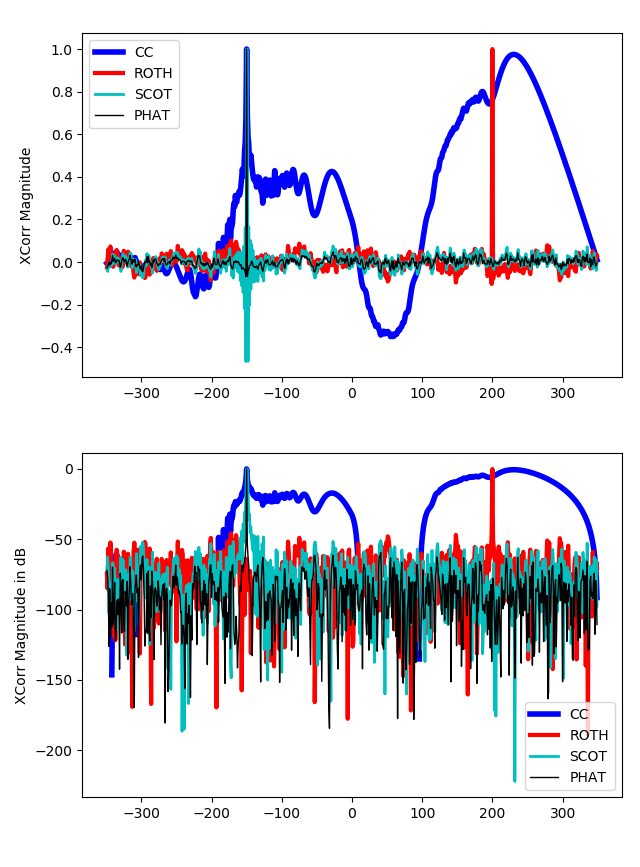 XCorr Magnitude
1.0
0.8
0.6
0.4
0.2
0.0
−0.2
−0.4
CC
ROTH
SCOT
PHAT
−300 −200 −100 0 100 200 300
XCorr Magnitude in dB
0
−50
−100
−150
−200
CC
ROTH
SCOT
PHAT
−300 −200 −100 0 100 200 300